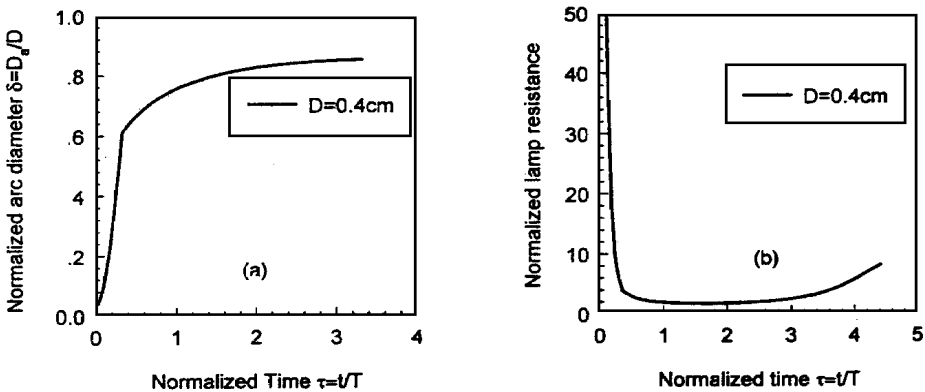 Normalized arc diameter δ=Dₐ/D
1.0
.8
.6
.4
.2
0.0
0 1 2 3 4
D=0.4cm
(a)
Normalized Time τ=t/T
Normalized lamp resistance
50
40
30
20
10
0
0 1 2 3 4 5
D=0.4cm
(b)
Normalized time τ=t/T